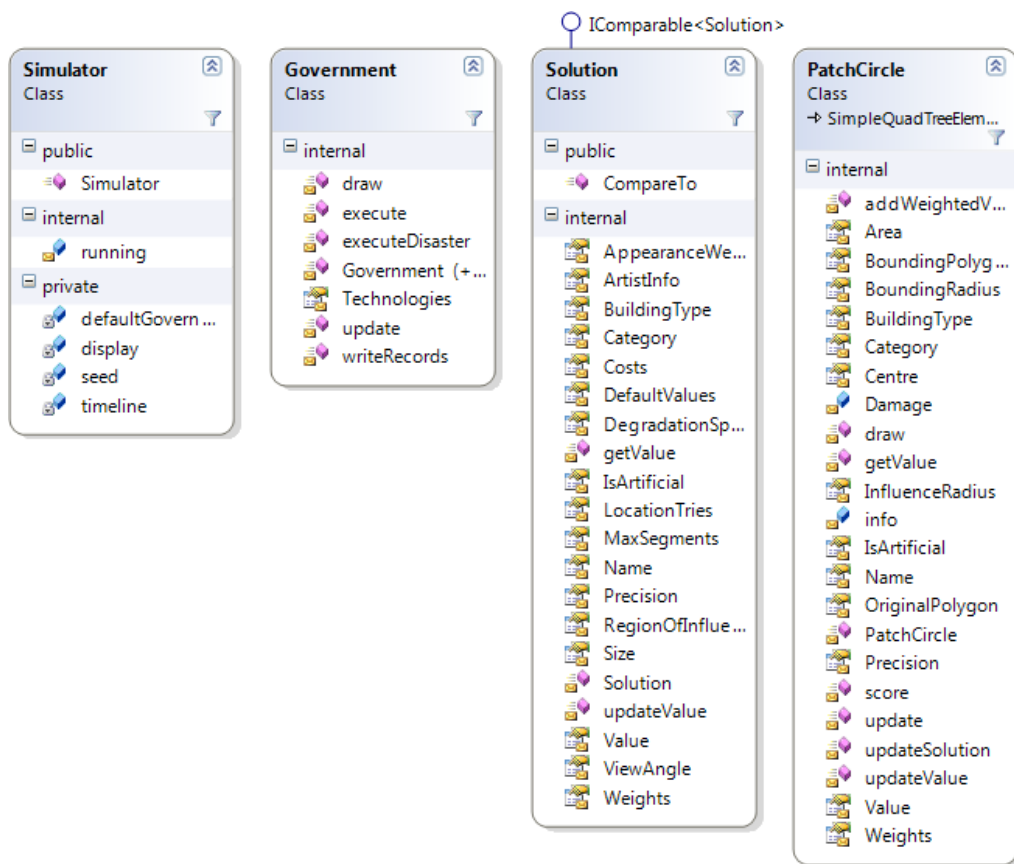 IComparable<Solution>
Simulator
Class
public
Simulator
internal
running
private
defaultGovern ...
display
seed
timeline
Government
Class
internal
draw
execute
executeDisaster
Government (+...
Technologies
update
writeRecords
Solution
Class
public
CompareTo
internal
AppearanceWe...
ArtistInfo
BuildingType
Category
Costs
DefaultValues
DegradationSp...
getValue
IsArtificial
LocationTries
MaxSegments
Name
Precision
RegionOfInflue...
Size
Solution
updateValue
Value
ViewAngle
Weights
PatchCircle
Class
SimpleQuadTreeElem...
internal
addWeightedV...
Area
BoundingPolyg...
BoundingRadius
BuildingType
Category
Centre
Damage
draw
getValue
InfluenceRadius
info
IsArtificial
Name
OriginalPolygon
PatchCircle
Precision
score
update
updateSolution
updateValue
Value
Weights